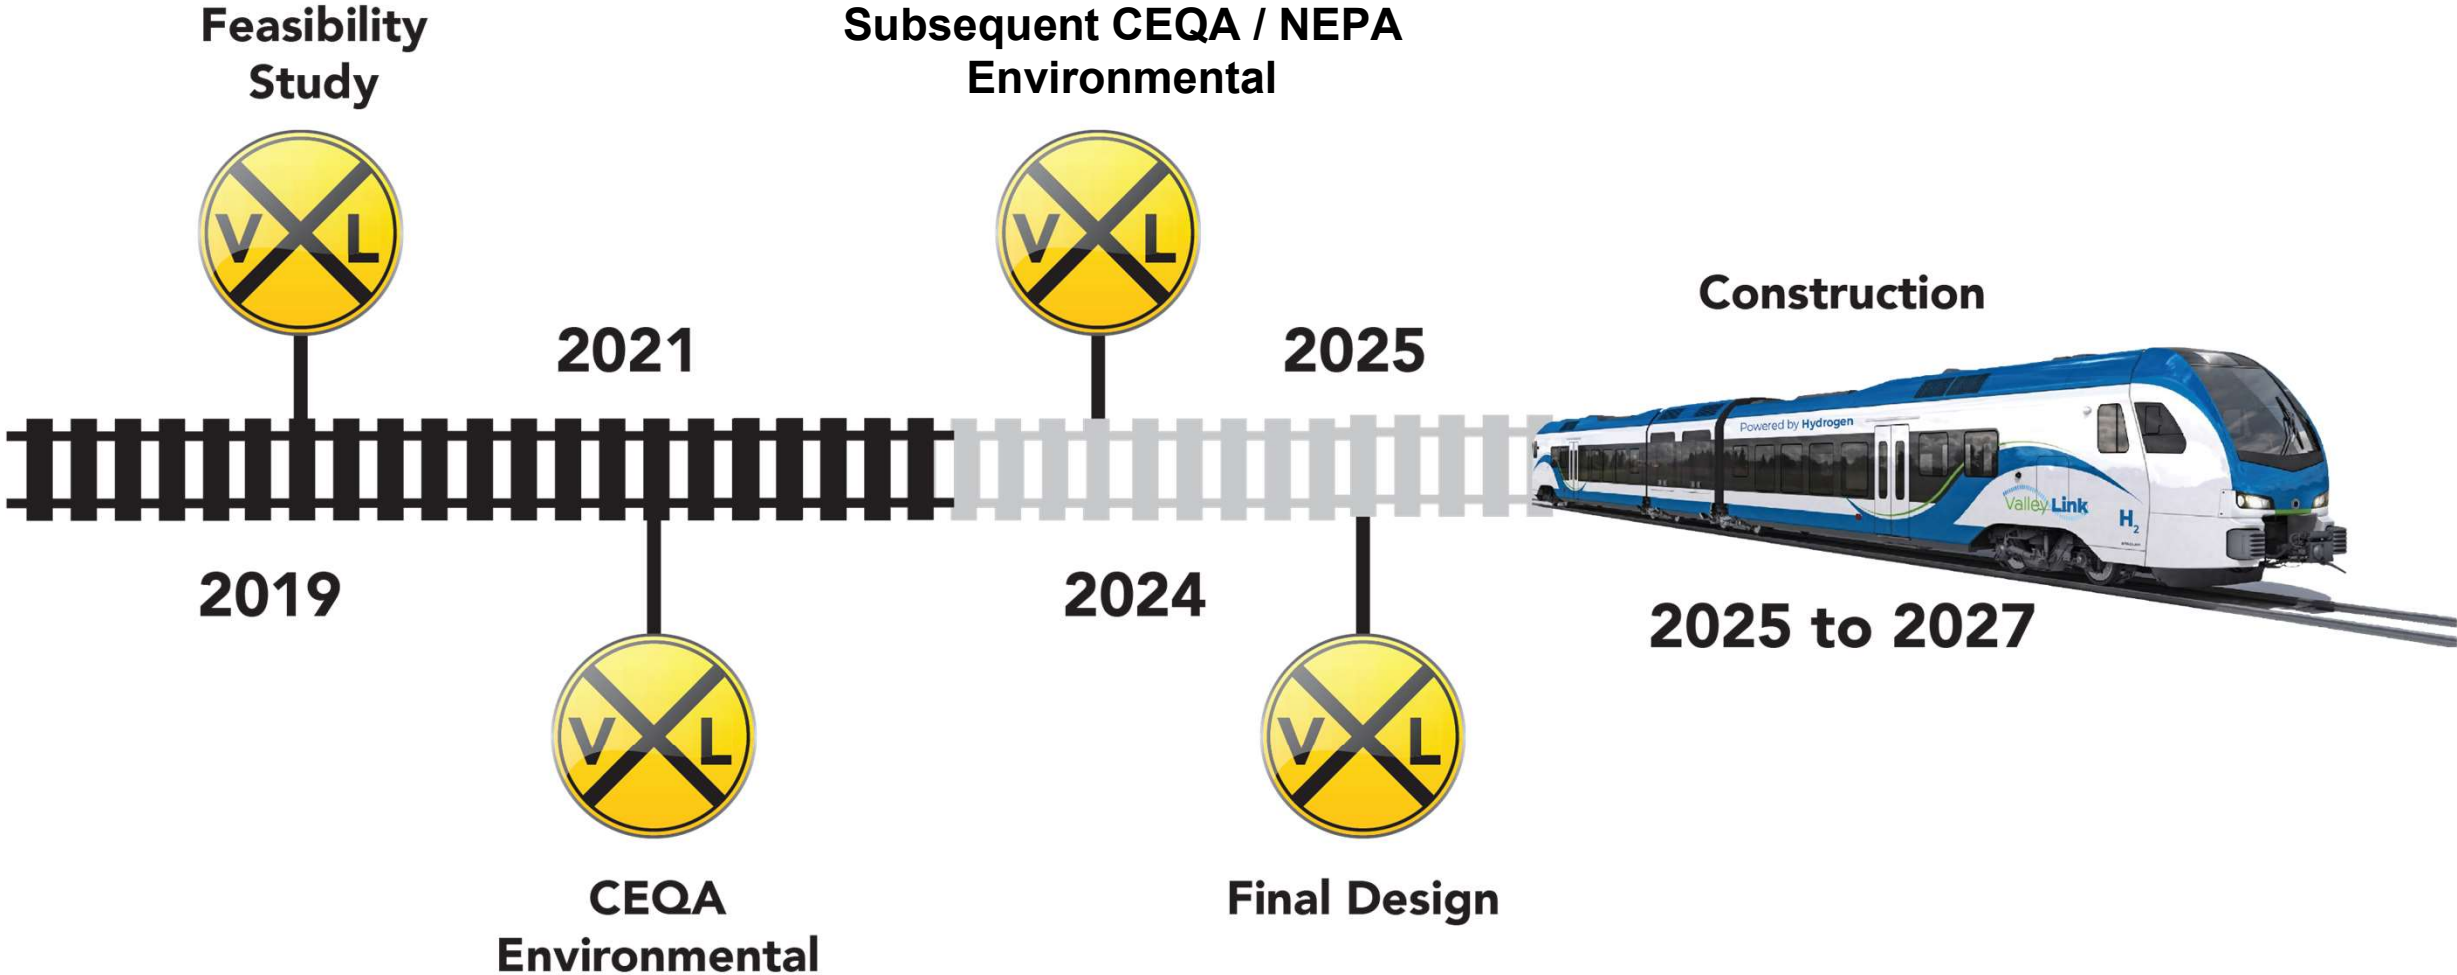 Feasibility
Study
Subsequent CEQA / NEPA
Environmental
V L
V L
Construction
2021
2025
Powered by Hydrogen
Valley Link
H2
2019
2024
2025 to 2027
V L
V L
CEQA
Environmental
Final Design